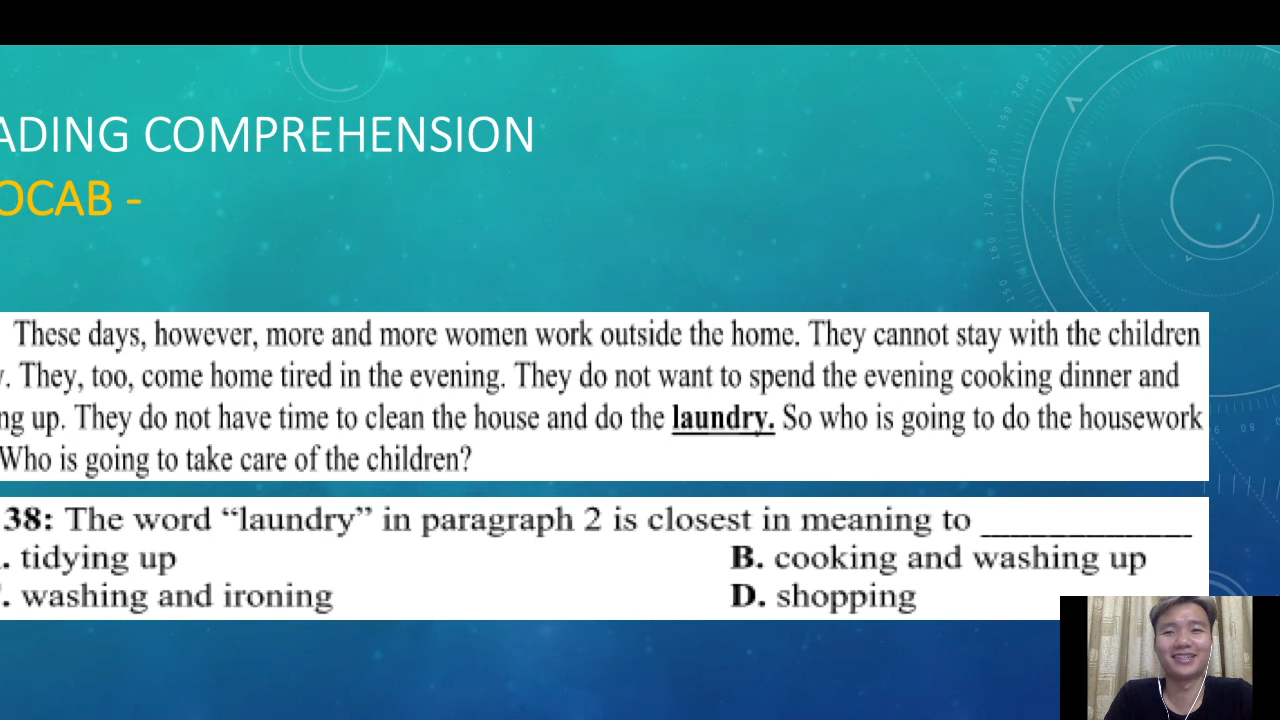 ADING COMPREHENSION
OCAB -
These days, however, more and more women work outside the home. They cannot stay with the children
. They, too, come home tired in the evening. They do not want to spend the evening cooking dinner and
ng up. They do not have time to clean the house and do the laundry. So who is going to do the housework
Who is going to take care of the children?
38: The word “laundry” in paragraph 2 is closest in meaning to ____________
. tidying up B. cooking and washing up
. washing and ironing D. shopping